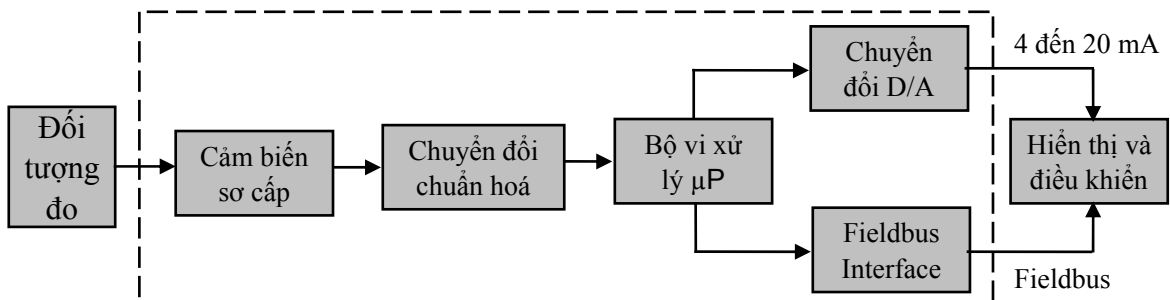 Đối
tượng
đo
Cảm biến
sơ cấp
Chuyển đổi
chuẩn hoá
Bộ vi xử
lý µP
Chuyển
đổi D/A
Fieldbus
Interface
4 đến 20 mA
Hiển thị và
điều khiển
Fieldbus